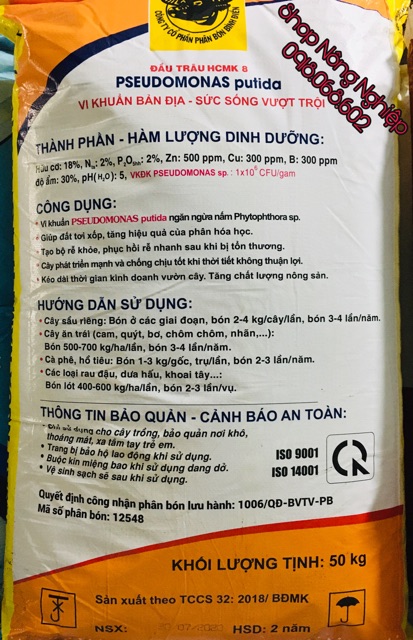 CÔNG TY CỔ PHẦN PHÂN BÓN BÌNH ĐIỀN
shop Nông Nghiệp
096060602
ĐẦU TRÂU HCMK 8
PSEUDOMONAS putida
VI KHUẨN BẢN ĐỊA - SỨC SỐNG VƯỢT TRỘI
THÀNH PHẦN - HÀM LƯỢNG DINH DƯỠNG:
Hữu cơ: 18%, Nts: 2%, P2O5hh: 2%, Zn: 500 ppm, Cu: 300 ppm, B: 300 ppm
độ ẩm: 30%, pH(H2O): 5, VKĐK PSEUDOMONAS sp. : 1x10⁶ CFU/gam
CÔNG DỤNG:
• Vi khuẩn PSEUDOMONAS putida ngăn ngừa nấm Phytophthora sp.
• Giúp đất tơi xốp, tăng hiệu quả của phân hóa học.
• Tạo bộ rễ khỏe, phục hồi rễ nhanh sau khi bị tổn thương.
• Cây phát triển mạnh và chống chịu tốt khi thời tiết không thuận lợi.
• Kéo dài thời gian kinh doanh vườn cây. Tăng chất lượng nông sản.
HƯỚNG DẪN SỬ DỤNG:
• Cây sầu riêng: Bón ở các giai đoạn, bón 2-4 kg/cây/lần, bón 3-4 lần/năm.
• Cây ăn trái (cam, quýt, bơ, chôm chôm, nhãn,...):
Bón 500-700 kg/ha/lần, bón 3-4 lần/năm.
• Cà phê, hồ tiêu: Bón 1-3 kg/gốc, trụ/lần, bón 2-3 lần/năm.
• Các loại rau đậu, dưa hấu, khoai tây...:
Bón lót 400-600 kg/ha/lần, bón 2-3 lần/vụ.
THÔNG TIN BẢO QUẢN - CẢNH BÁO AN TOÀN:
• Chỉ sử dụng cho cây trồng, bảo quản nơi khô,
thoáng mát, xa tầm tay trẻ em.
• Trang bị bảo hộ lao động khi sử dụng.
• Buộc kín miệng bao khi sử dụng dang dở.
• Vệ sinh sạch sẽ sau khi sử dụng.
ISO 9001
ISO 14001
Quyết định công nhận phân bón lưu hành: 1006/QĐ-BVTV-PB
Mã số phân bón: 12548
KHỐI LƯỢNG TỊNH: 50 kg
Sản xuất theo TCCS 32: 2018/ BĐMK
NSX:
HSD: 2 năm